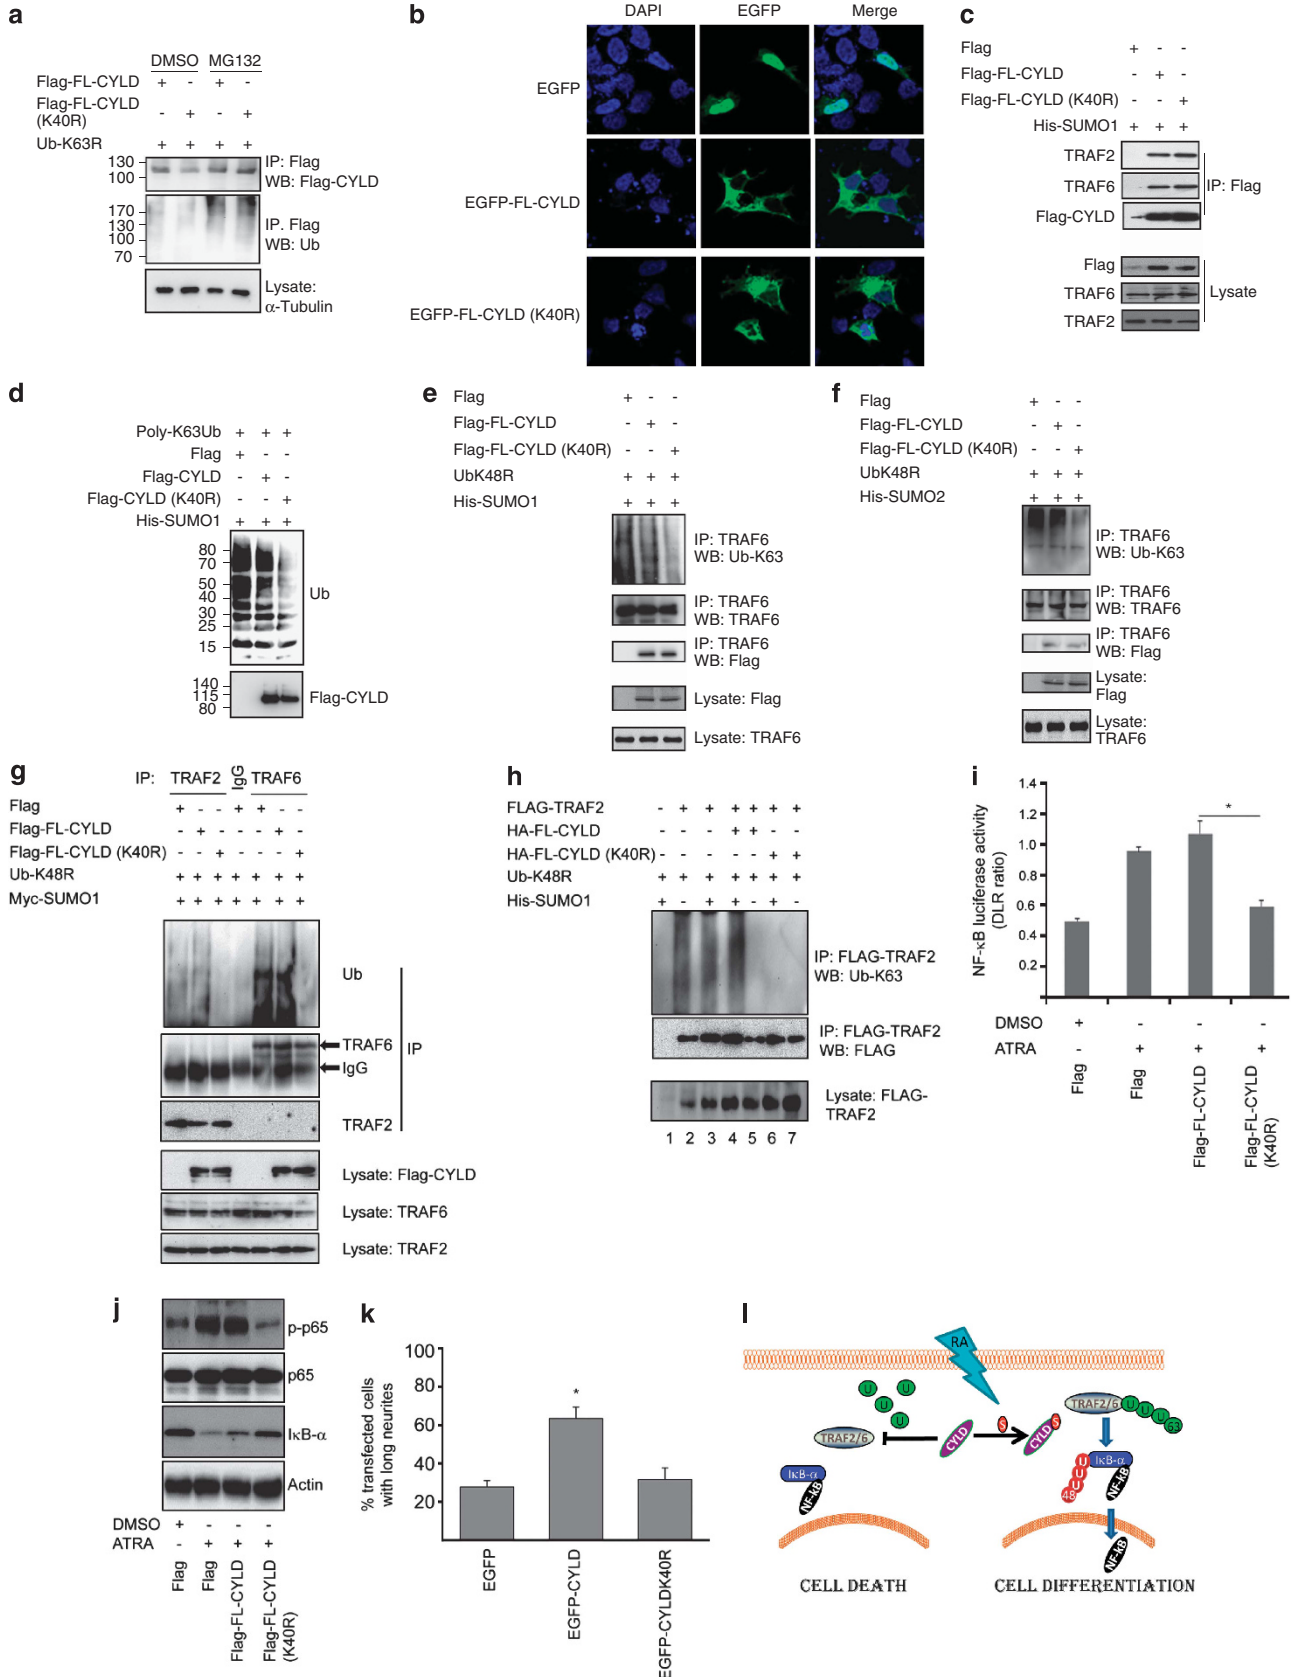 a
DMSO MG132
Flag-FL-CYLD + - + -
Flag-FL-CYLD
(K40R) - + - +
Ub-K63R + + + +
130
100
IP: Flag
WB: Flag-CYLD
170
130
100
70
IP. Flag
WB: Ub
Lysate:
α-Tubulin
b
DAPI EGFP Merge
EGFP
EGFP-FL-CYLD
EGFP-FL-CYLD (K40R)
c
Flag + - -
Flag-FL-CYLD - + -
Flag-FL-CYLD (K40R) - - +
His-SUMO1 + + +
TRAF2
TRAF6
Flag-CYLD
IP: Flag
Flag
TRAF6
TRAF2
Lysate
d
Poly-K63Ub + + +
Flag + - -
Flag-CYLD - + -
Flag-CYLD (K40R) - - +
His-SUMO1 + + +
80
70
50
40
30
25
15
Ub
140
115
80
Flag-CYLD
e
Flag + - -
Flag-FL-CYLD - + -
Flag-FL-CYLD (K40R) - - +
UbK48R + + +
His-SUMO1 + + +
IP: TRAF6
WB: Ub-K63
IP: TRAF6
WB: TRAF6
IP: TRAF6
WB: Flag
Lysate: Flag
Lysate: TRAF6
f
Flag + - -
Flag-FL-CYLD - + -
Flag-FL-CYLD (K40R) - - +
UbK48R + + +
His-SUMO2 + + +
IP: TRAF6
WB: Ub-K63
IP: TRAF6
WB: TRAF6
IP: TRAF6
WB: Flag
Lysate:
Flag
Lysate:
TRAF6
g
IP: TRAF2 IgG TRAF6
Flag + - - + + - -
Flag-FL-CYLD - + - - - + -
Flag-FL-CYLD (K40R) - - + - - - +
Ub-K48R + + + + + + +
Myc-SUMO1 + + + + + + +
Ub
TRAF6
IgG
IP
TRAF2
Lysate: Flag-CYLD
Lysate: TRAF6
Lysate: TRAF2
h
FLAG-TRAF2 - + + + + + +
HA-FL-CYLD - - - + + - -
HA-FL-CYLD (K40R) - - - - - + +
Ub-K48R + + + + + + +
His-SUMO1 + - + + - + -
IP: FLAG-TRAF2
WB: Ub-K63
IP: FLAG-TRAF2
WB: FLAG
Lysate: FLAG-
TRAF2
1 2 3 4 5 6 7
i
NF-κB luciferase activity
(DLR ratio)
1.4
1.2
1.0
0.8
0.6
0.4
0.2
*
DMSO + - - -
ATRA - + + +
Flag
Flag
Flag-FL-CYLD
Flag-FL-CYLD
(K40R)
j
p-p65
p65
IκB-α
Actin
DMSO + - - -
ATRA - + + +
Flag
Flag
Flag-FL-CYLD
Flag-FL-CYLD
(K40R)
k
% transfected cells
with long neurites
100
80
60
40
20
*
EGFP
EGFP-CYLD
EGFP-CYLDK40R
l
RA
U U U U
TRAF2/6
CYLD
S
CYLD
S
TRAF2/6
U U U 63
IκB-α
NF-kB
U U U 48
IκB-α
NF-kB
NF-kB
CELL DEATH
CELL DIFFERENTIATION